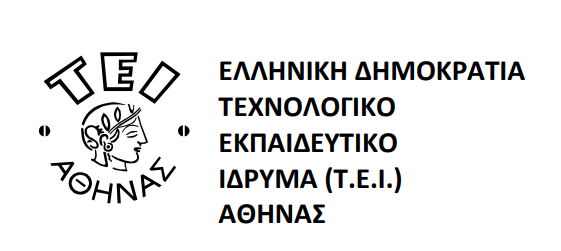 ΤΕΙ
ΑΘΗΝΑΣ
ΕΛΛΗΝΙΚΗ ΔΗΜΟΚΡΑΤΙΑ
ΤΕΧΝΟΛΟΓΙΚΟ
ΕΚΠΑΙΔΕΥΤΙΚΟ
ΙΔΡΥΜΑ (Τ.Ε.Ι.)
ΑΘΗΝΑΣ